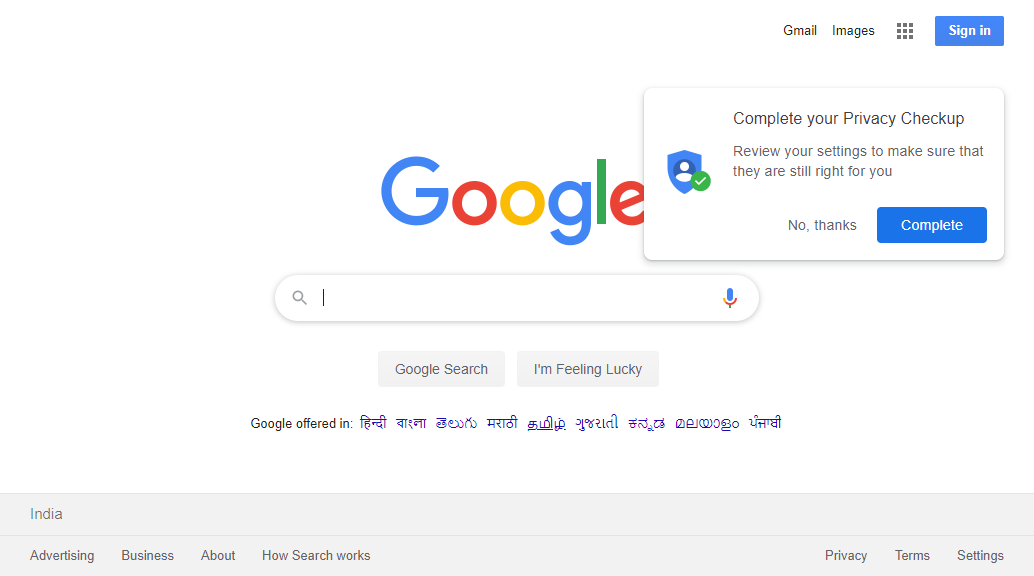 Gmail Images Sign in
Complete your Privacy Checkup
Review your settings to make sure that
they are still right for you
No, thanks Complete
Google
Google Search I'm Feeling Lucky
Google offered in: हिन्दी বাংলা తెలుగు मराठी தமிழ் ગુજરાતી ಕನ್ನಡ മലയാളം ਪੰਜਾਬੀ
India
Advertising Business About How Search works Privacy Terms Settings